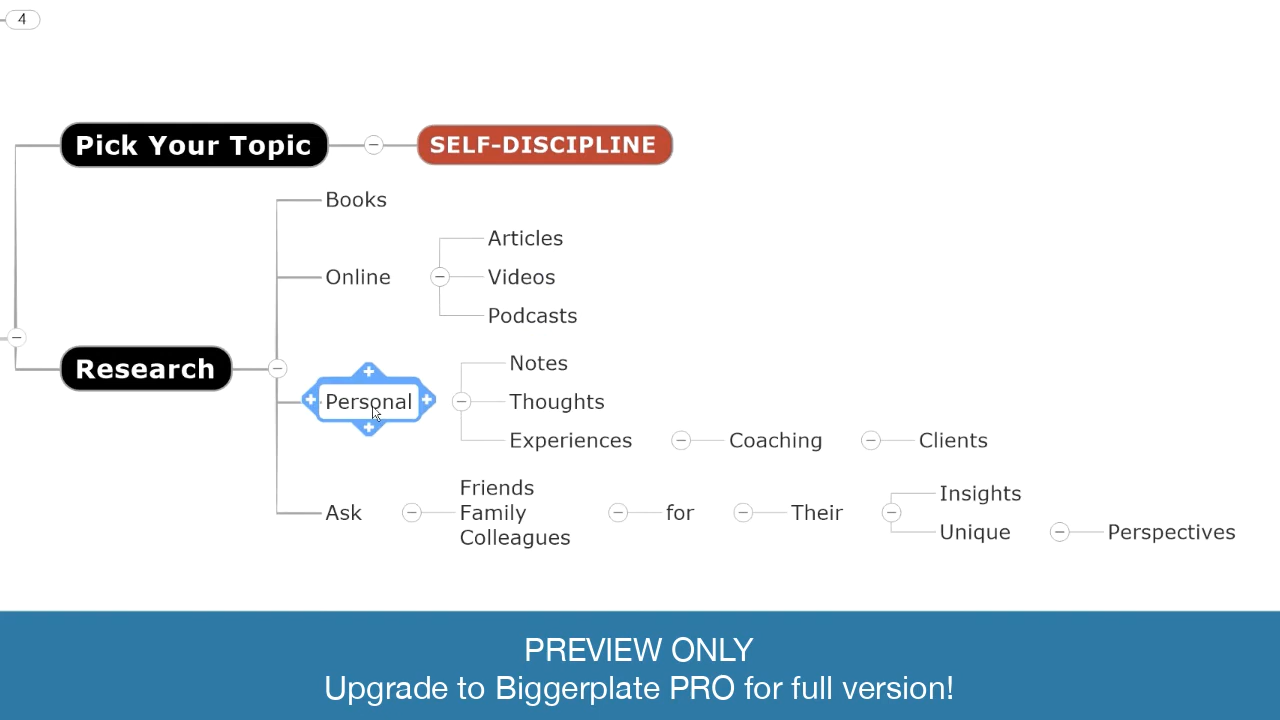 4
Pick Your Topic
SELF-DISCIPLINE
Research
Books
Online
Articles
Videos
Podcasts
Personal
Notes
Thoughts
Experiences
Coaching
Clients
Ask
Friends
Family
Colleagues
for
Their
Insights
Unique
Perspectives
PREVIEW ONLY
Upgrade to Biggerplate PRO for full version!